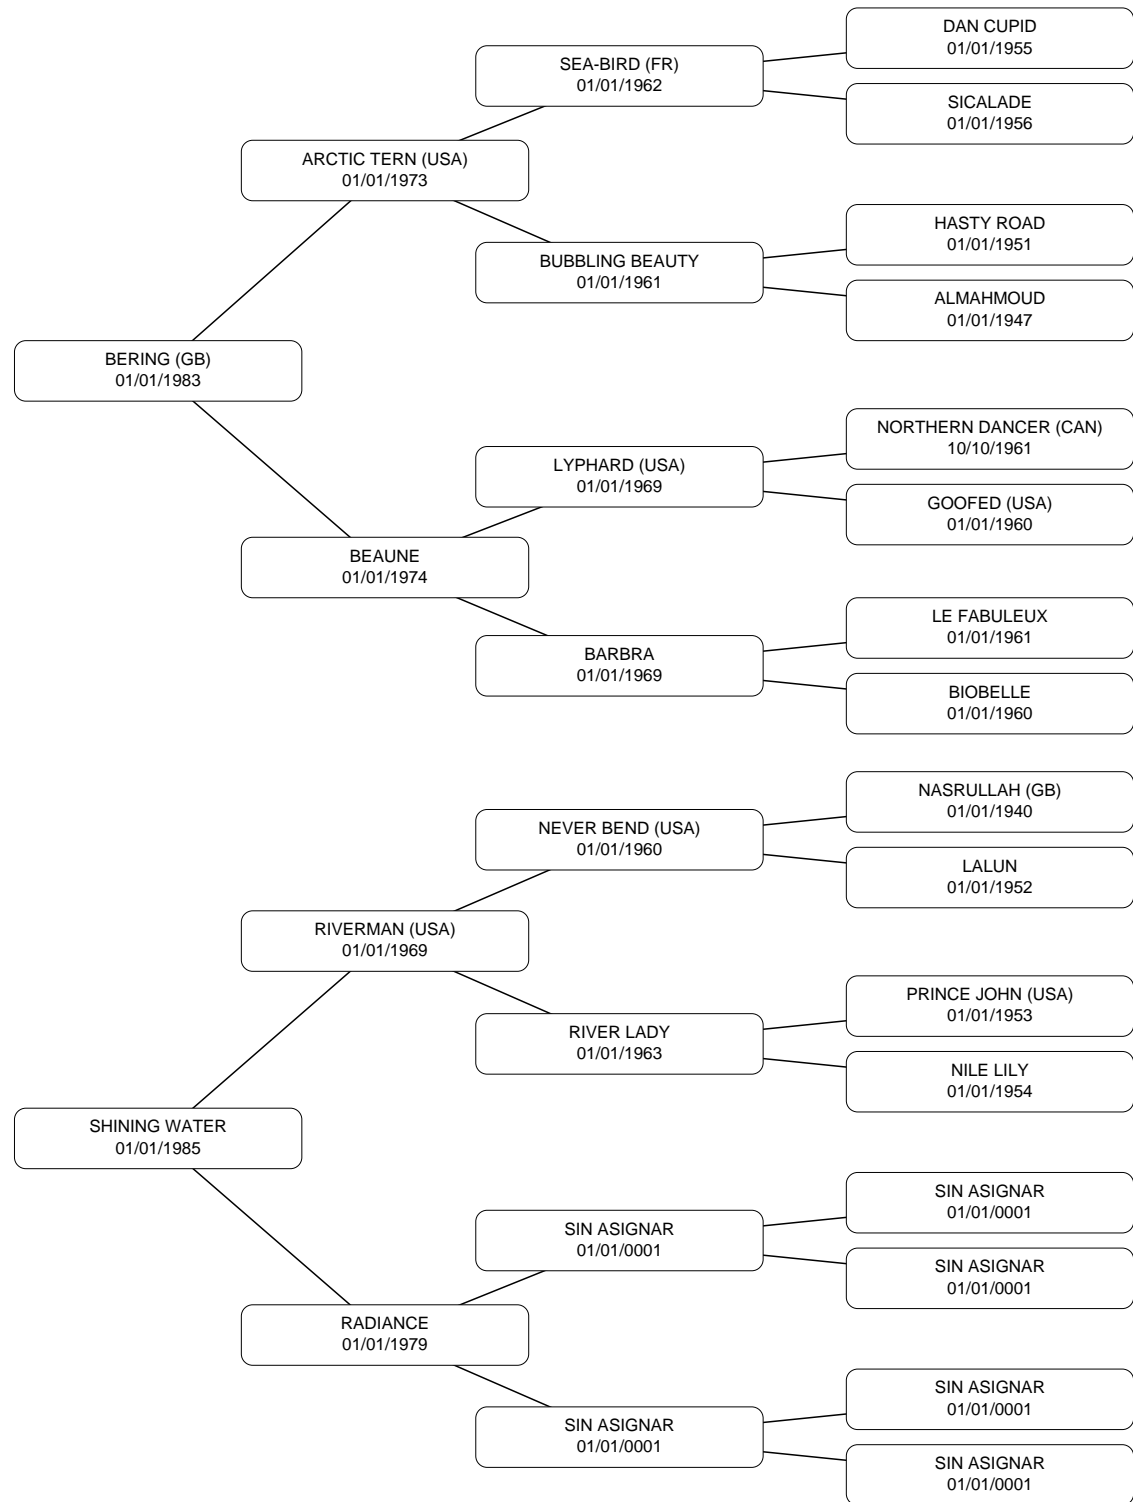 DAN CUPID
01/01/1955
SEA-BIRD (FR)
01/01/1962
SICALADE
01/01/1956
ARCTIC TERN (USA)
01/01/1973
HASTY ROAD
01/01/1951
BUBBLING BEAUTY
01/01/1961
ALMAHMOUD
01/01/1947
BERING (GB)
01/01/1983
NORTHERN DANCER (CAN)
10/10/1961
LYPHARD (USA)
01/01/1969
GOOFED (USA)
01/01/1960
BEAUNE
01/01/1974
LE FABULEUX
01/01/1961
BARBRA
01/01/1969
BIOBELLE
01/01/1960
NASRULLAH (GB)
01/01/1940
NEVER BEND (USA)
01/01/1960
LALUN
01/01/1952
RIVERMAN (USA)
01/01/1969
PRINCE JOHN (USA)
01/01/1953
RIVER LADY
01/01/1963
NILE LILY
01/01/1954
SHINING WATER
01/01/1985
SIN ASIGNAR
01/01/0001
SIN ASIGNAR
01/01/0001
SIN ASIGNAR
01/01/0001
RADIANCE
01/01/1979
SIN ASIGNAR
01/01/0001
SIN ASIGNAR
01/01/0001
SIN ASIGNAR
01/01/0001